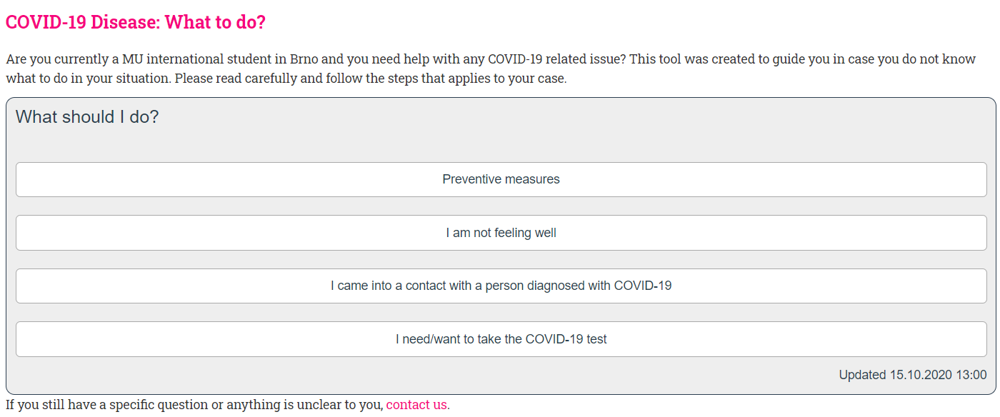 COVID-19 Disease: What to do?
Are you currently a MU international student in Brno and you need help with any COVID-19 related issue? This tool was created to guide you in case you do not know
what to do in your situation. Please read carefully and follow the steps that applies to your case.
What should I do?
Preventive measures
I am not feeling well
I came into a contact with a person diagnosed with COVID-19
I need/want to take the COVID-19 test
Updated 15.10.2020 13:00
If you still have a specific question or anything is unclear to you, contact us.